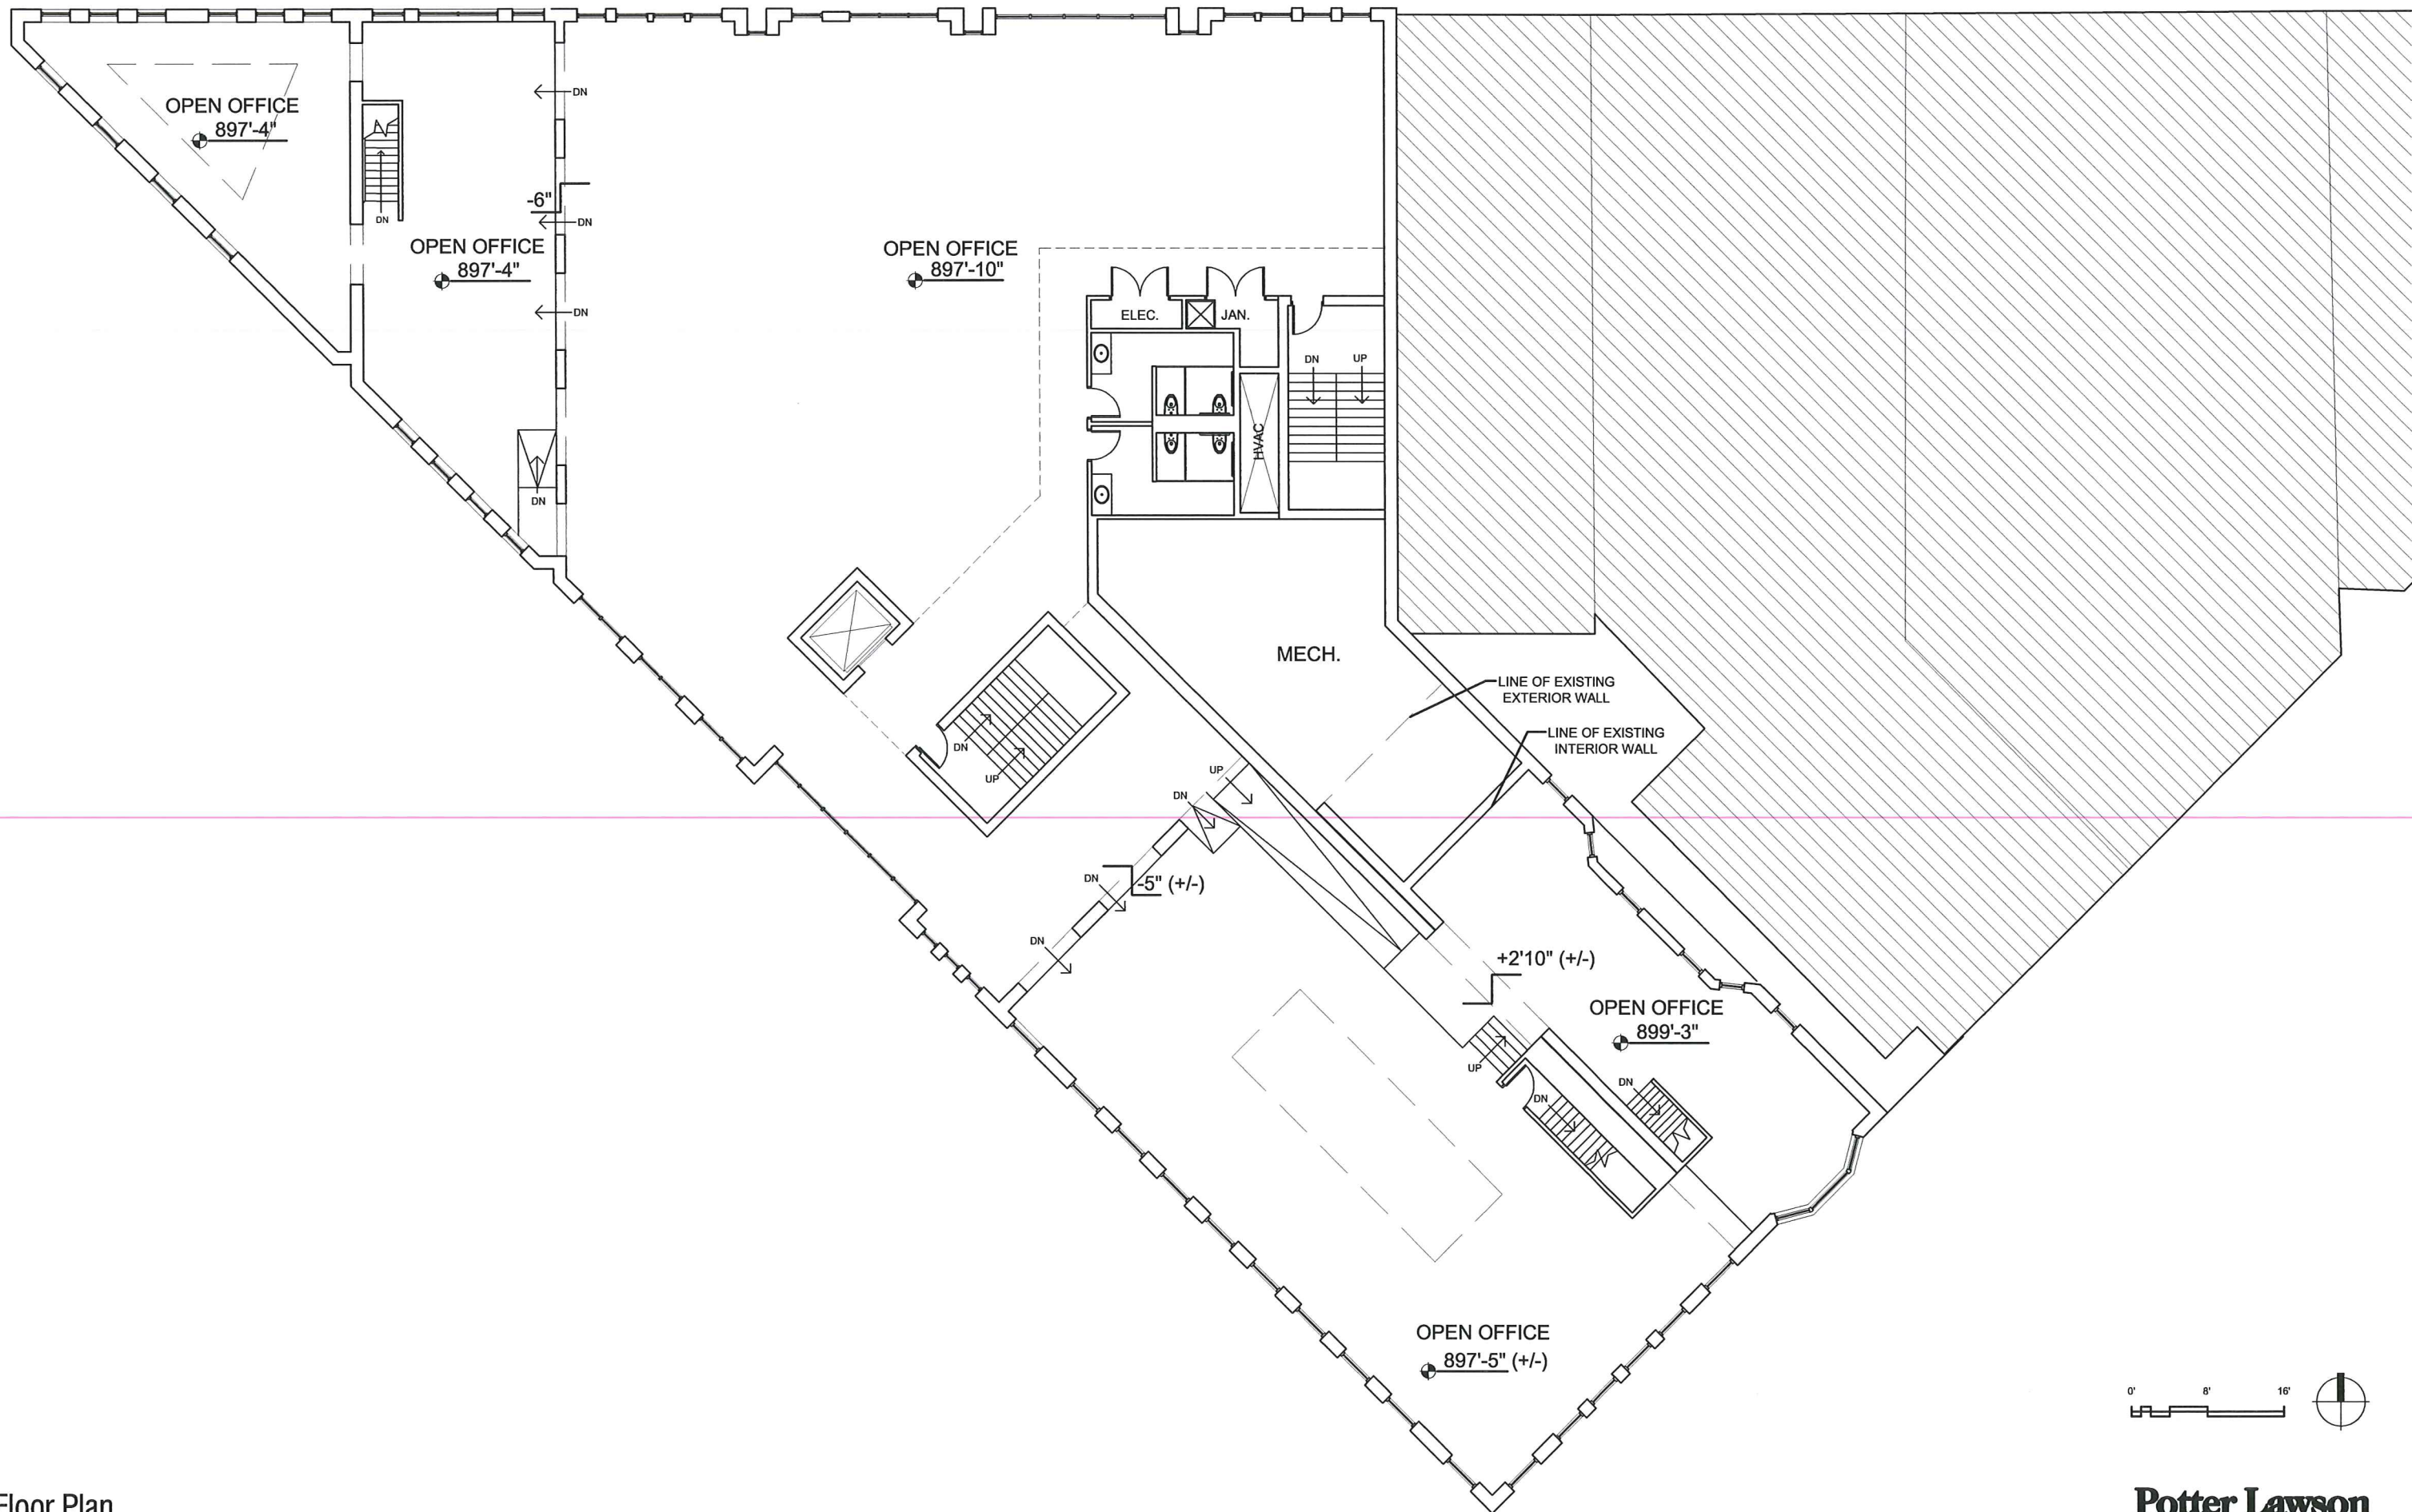 OPEN OFFICE
897'-4"
DN
DN
-6"
DN
DN
OPEN OFFICE
897'-4"
OPEN OFFICE
897'-10"
DN
ELEC.
JAN.
DN
UP
HVAC
DN
MECH.
LINE OF EXISTING
EXTERIOR WALL
LINE OF EXISTING
INTERIOR WALL
DN
UP
UP
DN
DN
-5" (+/-)
DN
+2'10" (+/-)
OPEN OFFICE
899'-3"
UP
DN
DN
OPEN OFFICE
897'-5" (+/-)
0'
8'
16'
Floor Plan
Potter Lawson